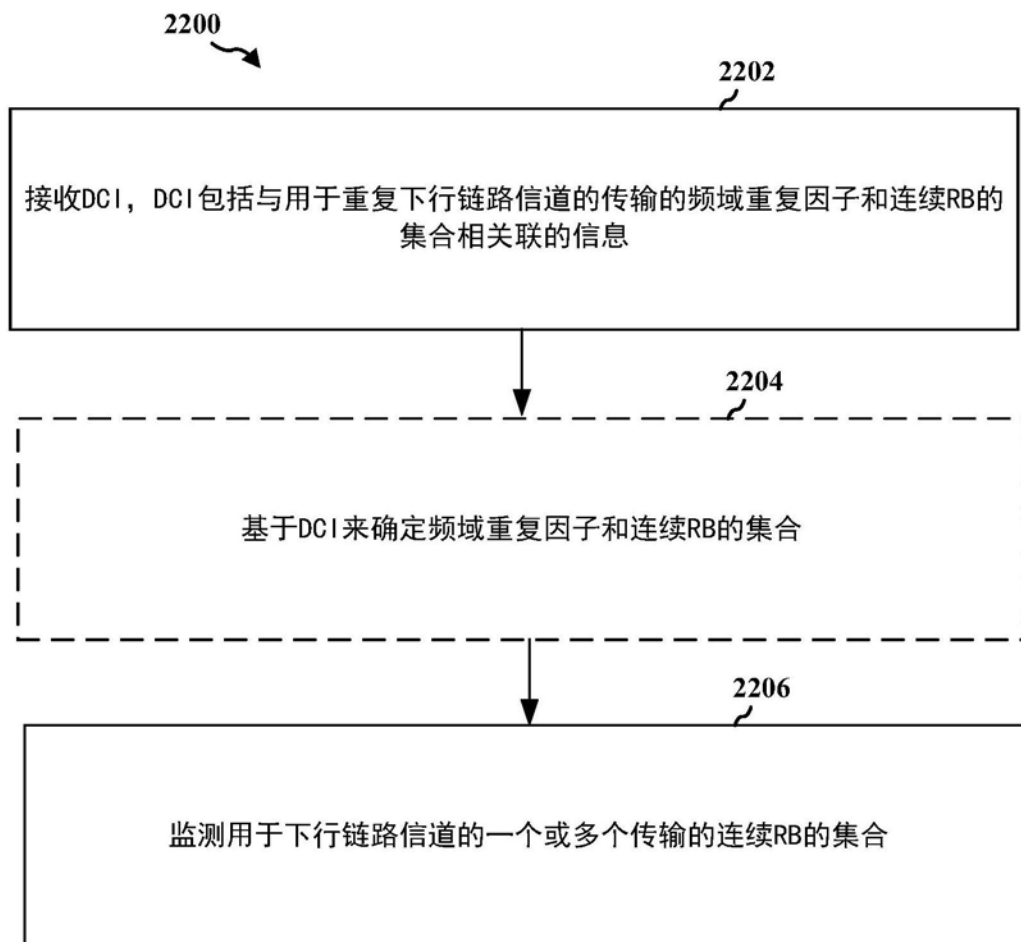 2200
2202
接收DCI，DCI包括与用于重复下行链路信道的传输的频域重复因子和连续RB的
集合相关联的信息
2204
基于DCI来确定频域重复因子和连续RB的集合
2206
监测用于下行链路信道的一个或多个传输的连续RB的集合